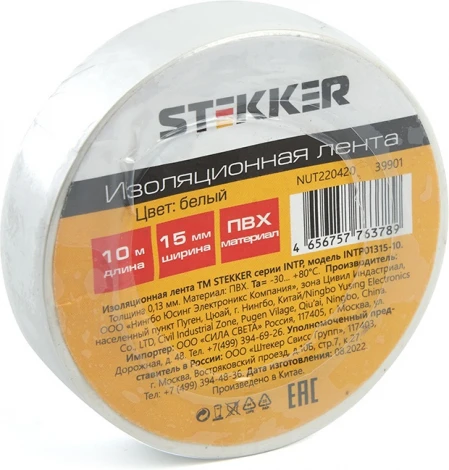 STEKKER
Изоляционная лента
Цвет: белый
NUT220420 39901
10 м длина
15 мм ширина
ПВХ материал
4 656757 763789
Изоляционная лента ТМ STEKKER серии INTP, модель INTP01315-10.
Толщина 0,13 мм. Материал: ПВХ. Та= -30... +80°С. Производитель:
ООО «Нингбо Юсинг Электроникс Компания», зона Цивил Индастриал,
населенный пункт Пуген, Цюай, г. Нингбо, Китай/Ningbo Yusing Electronics
Co., LTD, Civil Industrial Zone, Pugen Village, Qiuai, Ningbo, China.
Импортер: ООО «СИЛА СВЕТА» Россия, 117405, г. Москва, ул.
Дорожная, д. 48. Тел: +7 (499) 394-69-26. Уполномоченный пред-
ставитель в России: ООО «Штекер Свисс Групп», 117403,
г. Москва, Востряковский проезд, д.10Б, стр.7, к 27.
Тел: +7 (499) 394-48-36. Дата изготовления: 08.2022.
Произведено в Китае.
EAC